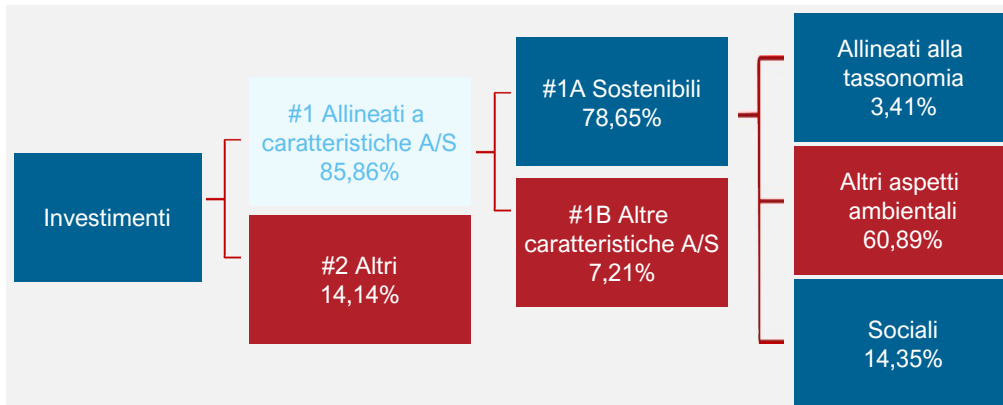 Investimenti
#1 Allineati a
caratteristiche A/S
85,86%
#2 Altri
14,14%
#1A Sostenibili
78,65%
#1B Altre
caratteristiche A/S
7,21%
Allineati alla
tassonomia
3,41%
Altri aspetti
ambientali
60,89%
Sociali
14,35%